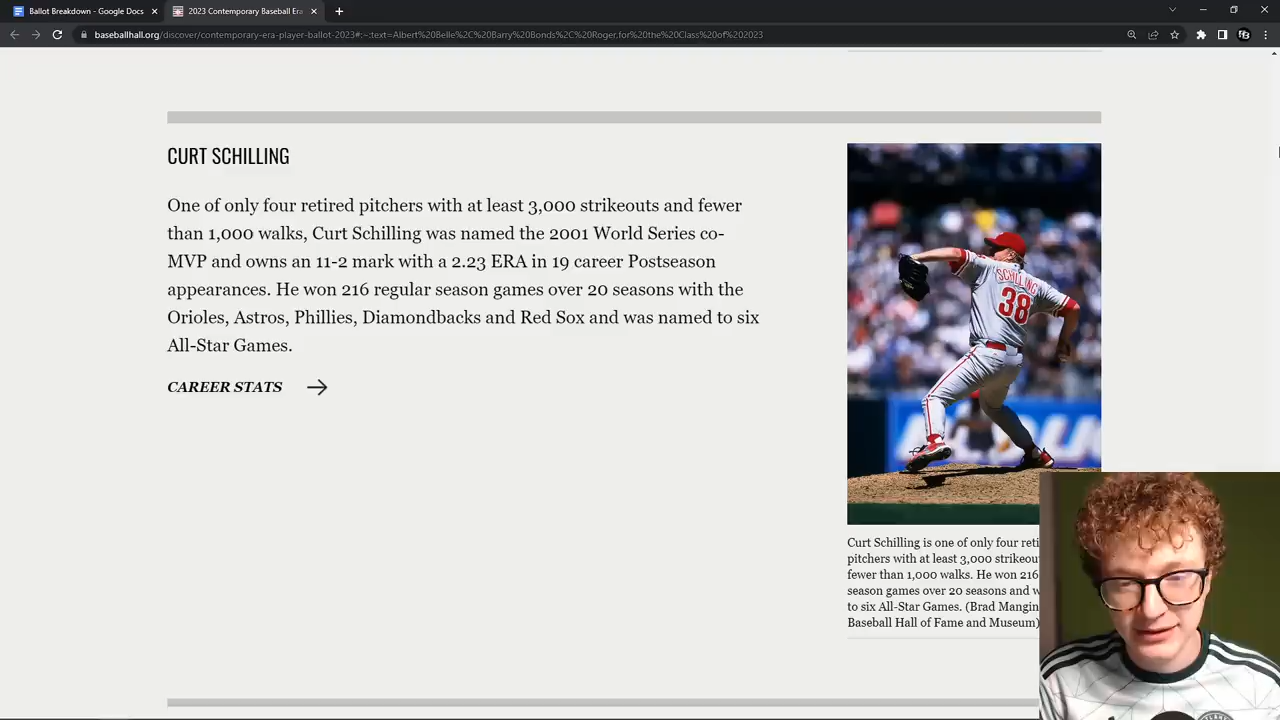 Ballot Breakdown - Google Docs
2023 Contemporary Baseball Era
baseballhall.org/discover/contemporary-era-player-ballot-2023#:~:text=Albert%20Belle%2C%20Barry%20Bonds%2C%20Roger,for%20the%20Class%20of%202023
CURT SCHILLING
One of only four retired pitchers with at least 3,000 strikeouts and fewer
than 1,000 walks, Curt Schilling was named the 2001 World Series co-
MVP and owns an 11-2 mark with a 2.23 ERA in 19 career Postseason
appearances. He won 216 regular season games over 20 seasons with the
Orioles, Astros, Phillies, Diamondbacks and Red Sox and was named to six
All-Star Games.
CAREER STATS
SCHILLING
38
Curt Schilling is one of only four reti
pitchers with at least 3,000 strikeou
fewer than 1,000 walks. He won 216
season games over 20 seasons and w
to six All-Star Games. (Brad Mangin
Baseball Hall of Fame and Museum)